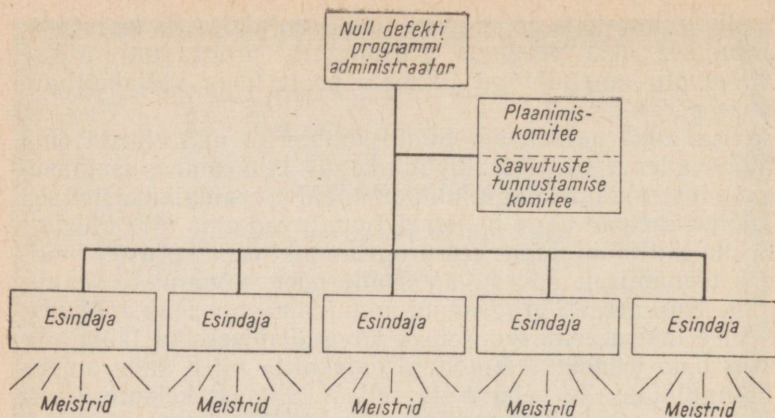 Null defekti
programmi
administraator
Plaanimis-
komitee
Saavutuste
tunnustamise
komitee
Esindaja Esindaja Esindaja Esindaja Esindaja
Meistrid Meistrid Meistrid Meistrid Meistrid